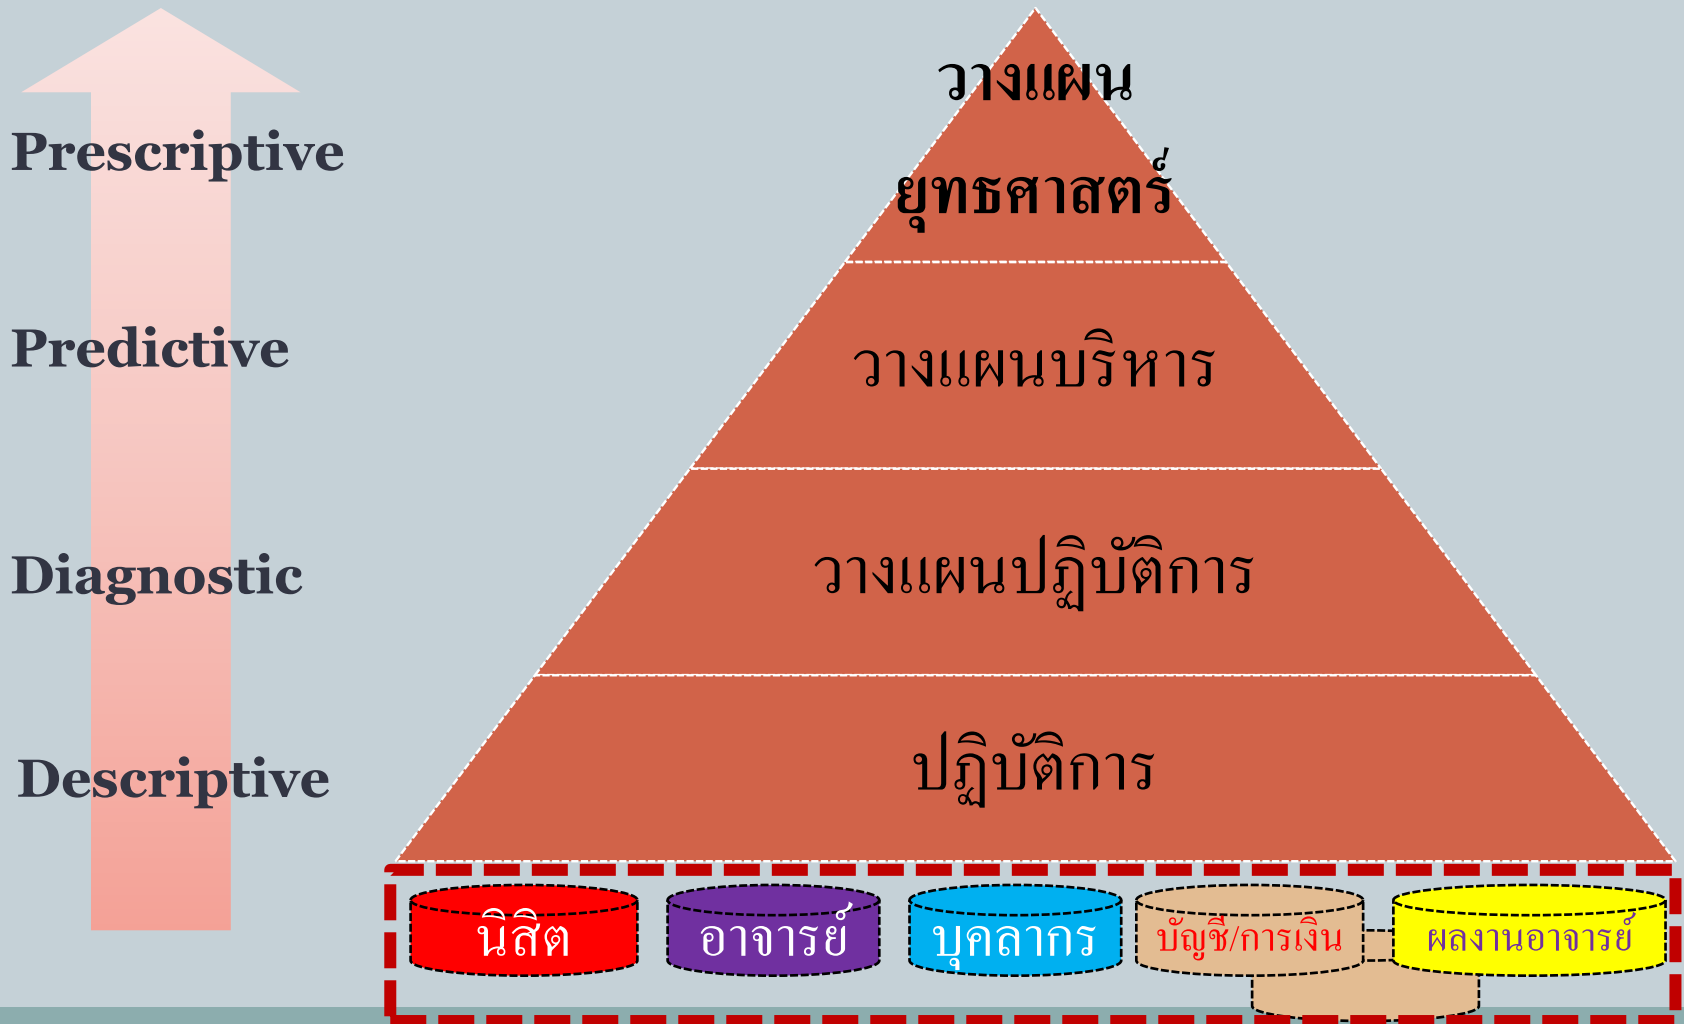 วางแผน
ยุทธศาสตร์
Prescriptive
Predictive
วางแผนบริหาร
Diagnostic
วางแผนปฏิบัติการ
Descriptive
ปฏิบัติการ
นิสิต
อาจารย์
บุคลากร
บัญชี/การเงิน
ผลงานอาจารย์